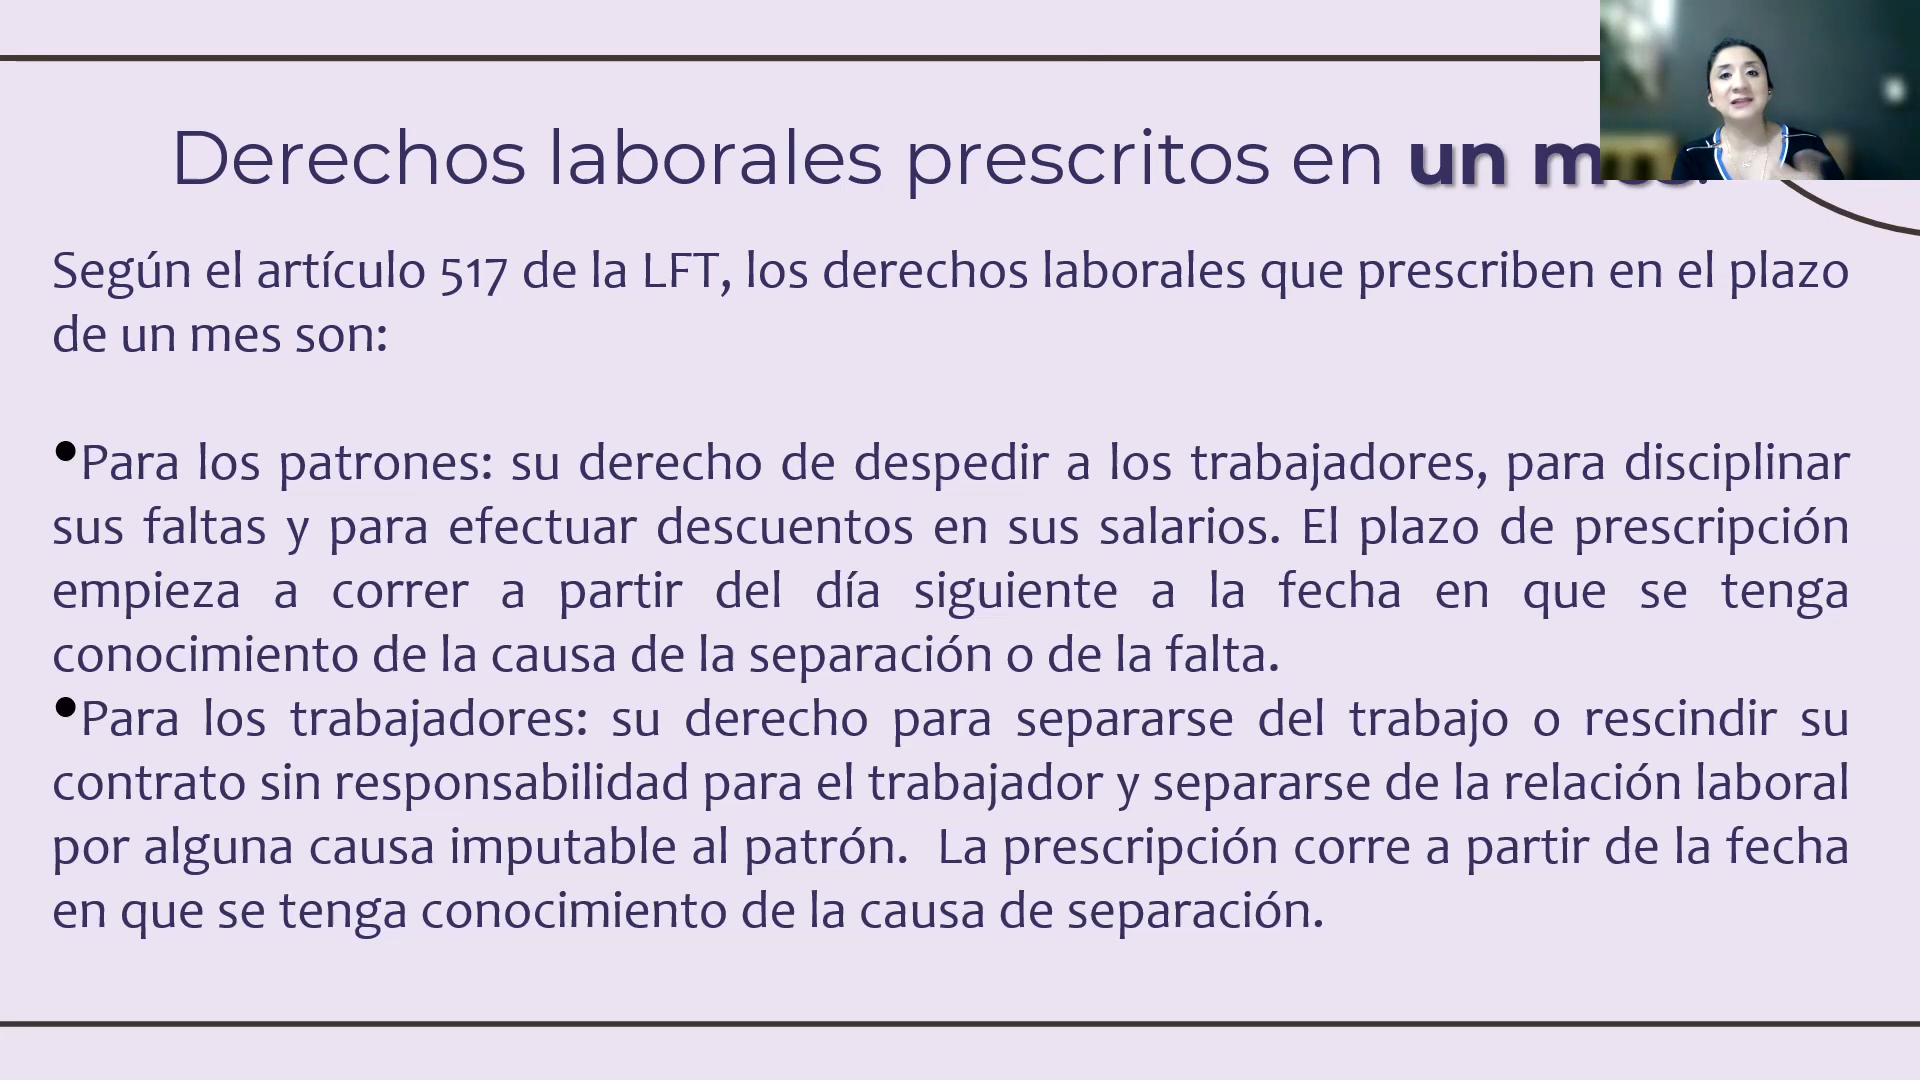 Derechos laborales prescritos en un
Según el artículo 517 de la LFT, los derechos laborales que prescriben en el plazo
de un mes son:
•Para los patrones: su derecho de despedir a los trabajadores, para disciplinar
sus faltas y para efectuar descuentos en sus salarios. El plazo de prescripción
empieza a correr a partir del día siguiente a la fecha en que se tenga
conocimiento de la causa de la separación o de la falta.
•Para los trabajadores: su derecho para separarse del trabajo o rescindir su
contrato sin responsabilidad para el trabajador y separarse de la relación laboral
por alguna causa imputable al patrón.  La prescripción corre a partir de la fecha
en que se tenga conocimiento de la causa de separación.